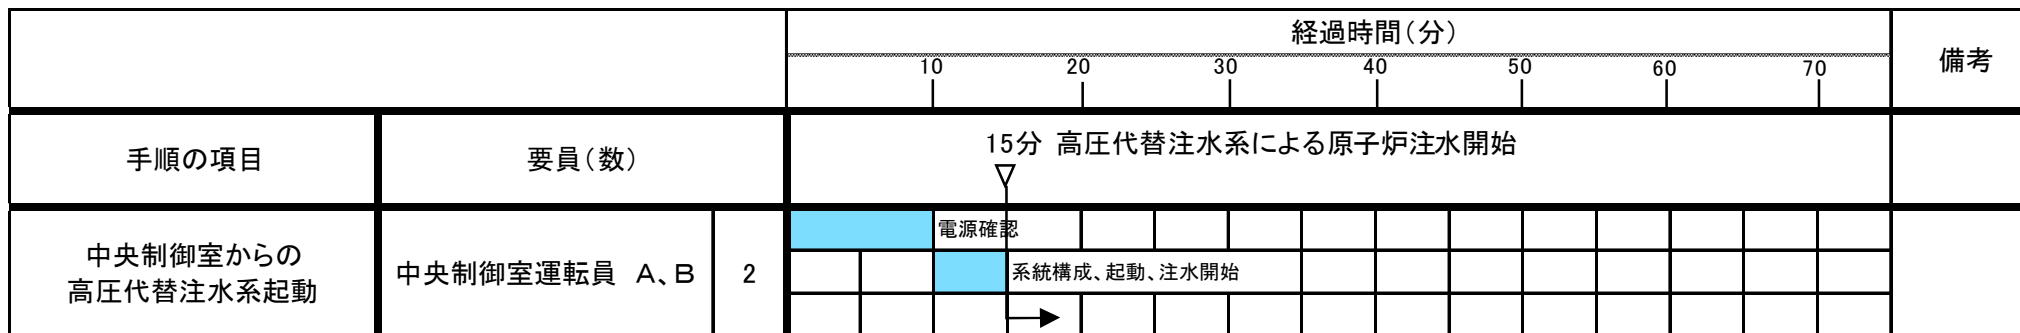 経過時間(分)
備考
10 20 30 40 50 60 70
手順の項目
要員(数)
15分 高圧代替注水系による原子炉注水開始
電源確認
中央制御室からの
高圧代替注水系起動
中央制御室運転員 A、B
2
系統構成、起動、注水開始